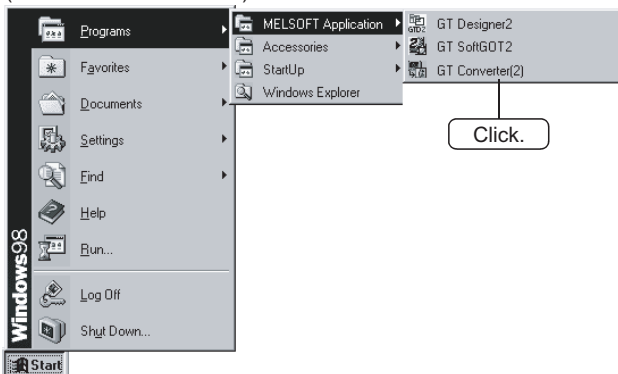 Programs
Favorites
Documents
Settings
Find
Help
Run...
Log Off
Shut Down...
Windows98
Start
MELSOFT Application
Accessories
StartUp
Windows Explorer
GT Designer2
GT SoftGOT2
GT Converter(2)
Click.